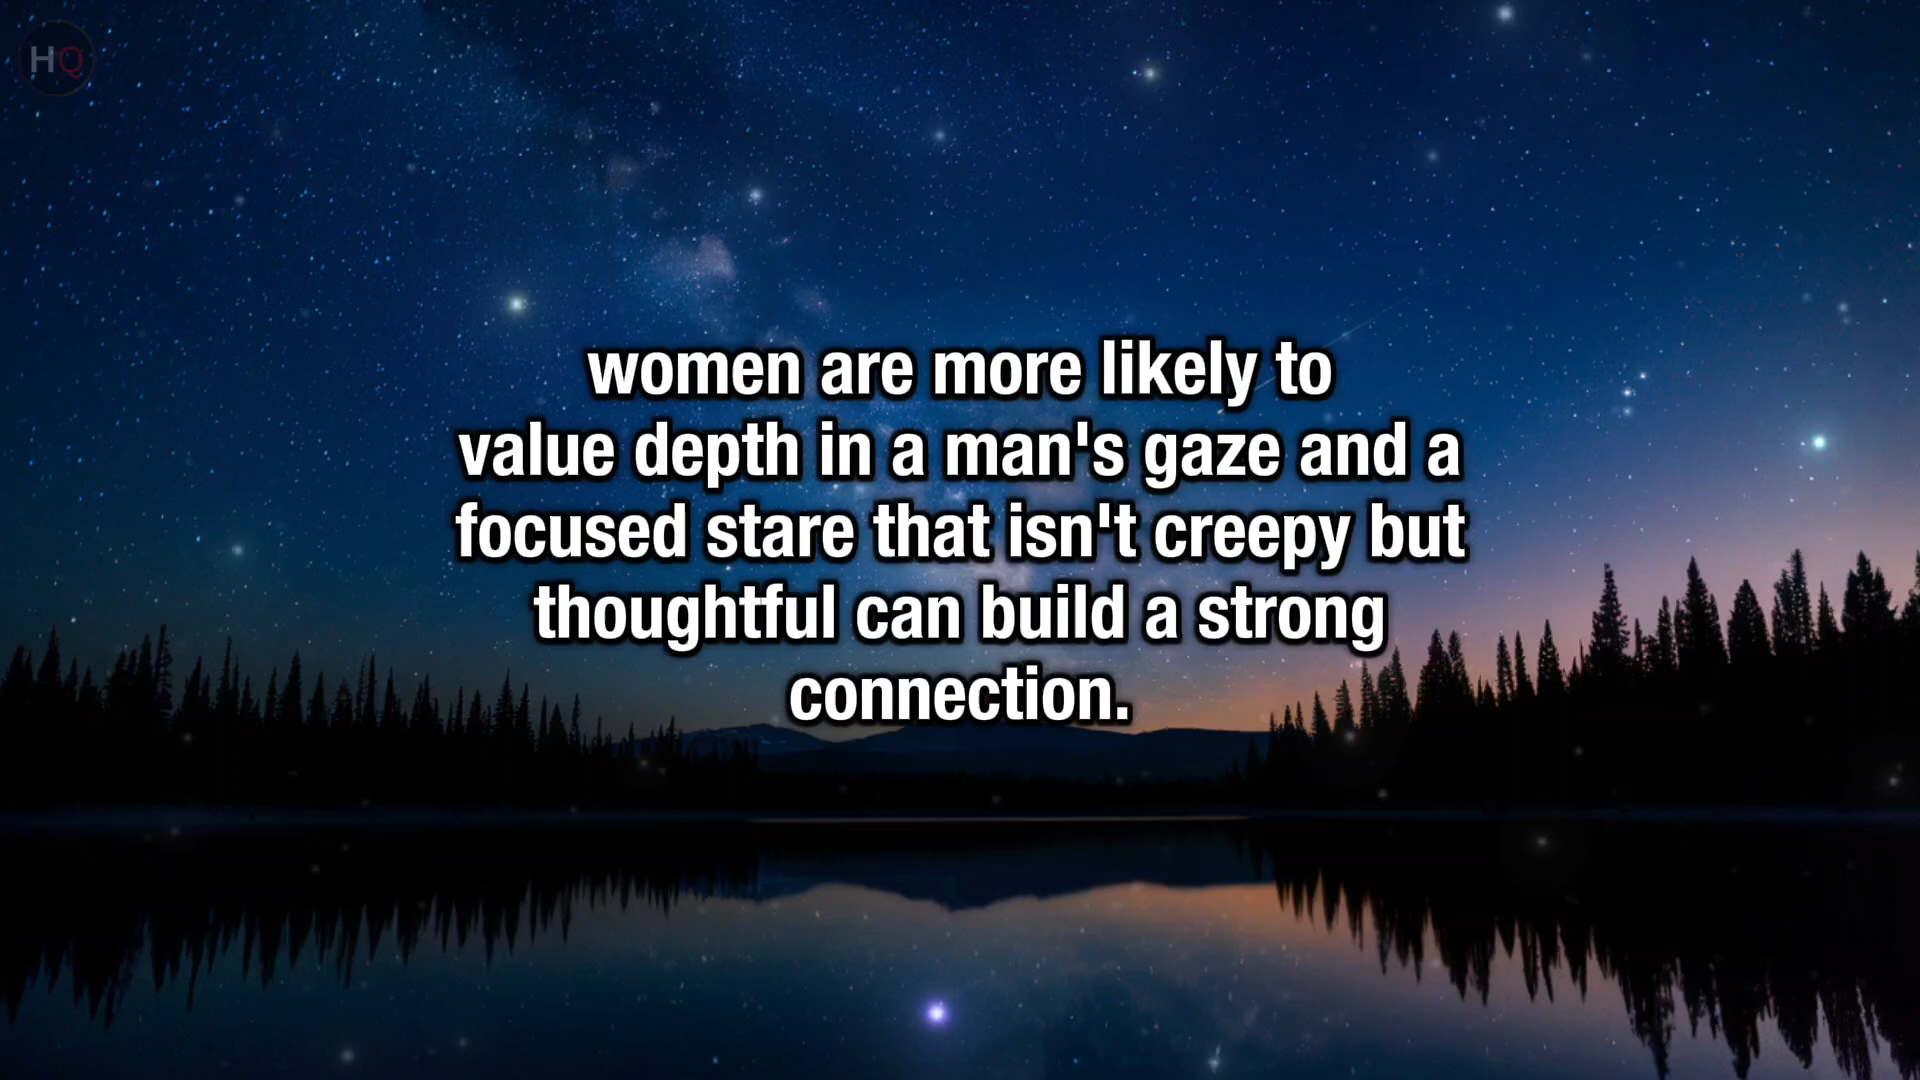 HQ
women are more likely to
value depth in a man's gaze and a
focused stare that isn't creepy but
thoughtful can build a strong
connection.